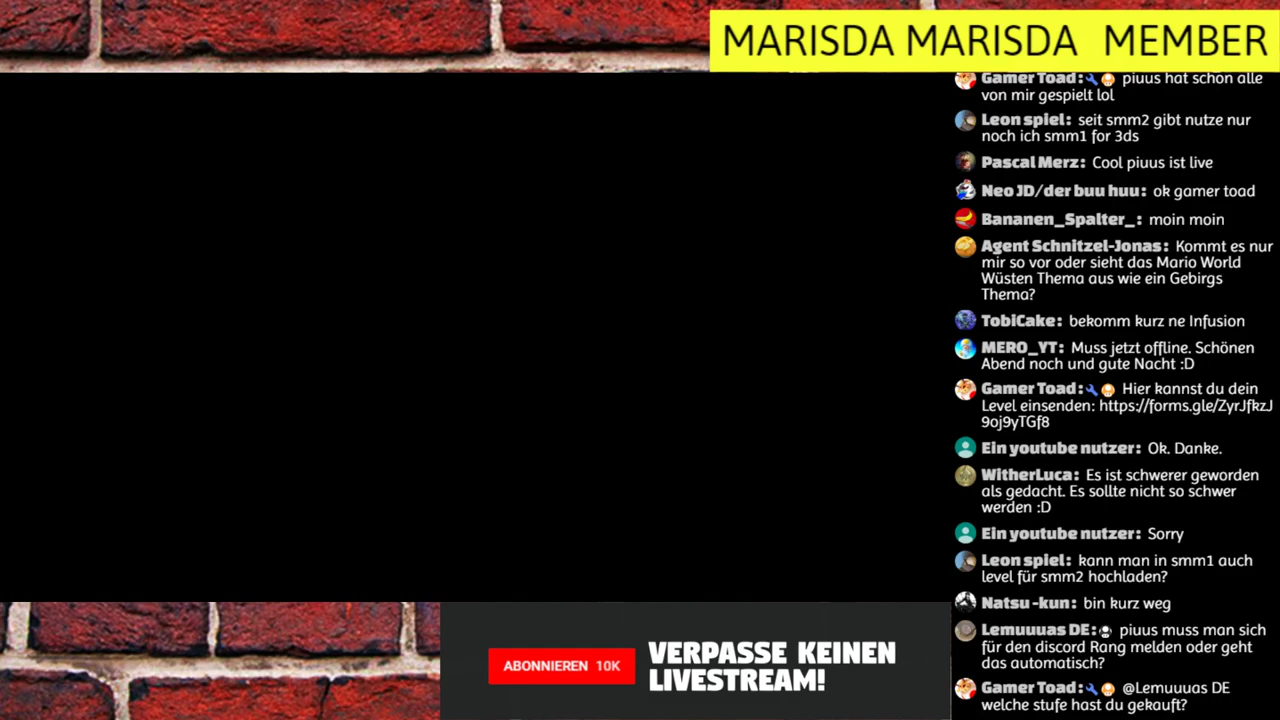 MARISDA MARISDA MEMBER
Gamer Toad: piuus hat schon alle
von mir gespielt lol
Leon spiel: seit smm2 gibt nutze nur
noch ich smm1 for 3ds
Pascal Merz: Cool piuus ist live
Neo JD/der buu huu: ok gamer toad
Bananen_Spalter_: moin moin
Agent Schnitzel-Jonas: Kommt es nur
mir so vor oder sieht das Mario World
Wüsten Thema aus wie ein Gebirgs
Thema?
TobiCake: bekomm kurz ne Infusion
MERO_YT: Muss jetzt offline. Schönen
Abend noch und gute Nacht :D
Gamer Toad: Hier kannst du dein
Level einsenden: https://forms.gle/ZyrJfkzJ
9oj9yTGf8
Ein youtube nutzer: Ok. Danke.
WitherLuca: Es ist schwerer geworden
als gedacht. Es sollte nicht so schwer
werden :D
Ein youtube nutzer: Sorry
Leon spiel: kann man in smm1 auch
level für smm2 hochladen?
Natsu -kun: bin kurz weg
Lemuuuas DE: piuus muss man sich
für den discord Rang melden oder geht
das automatisch?
Gamer Toad: @Lemuuuas DE
welche stufe hast du gekauft?
ABONNIEREN 10K
VERPASSE KEINEN
LIVESTREAM!